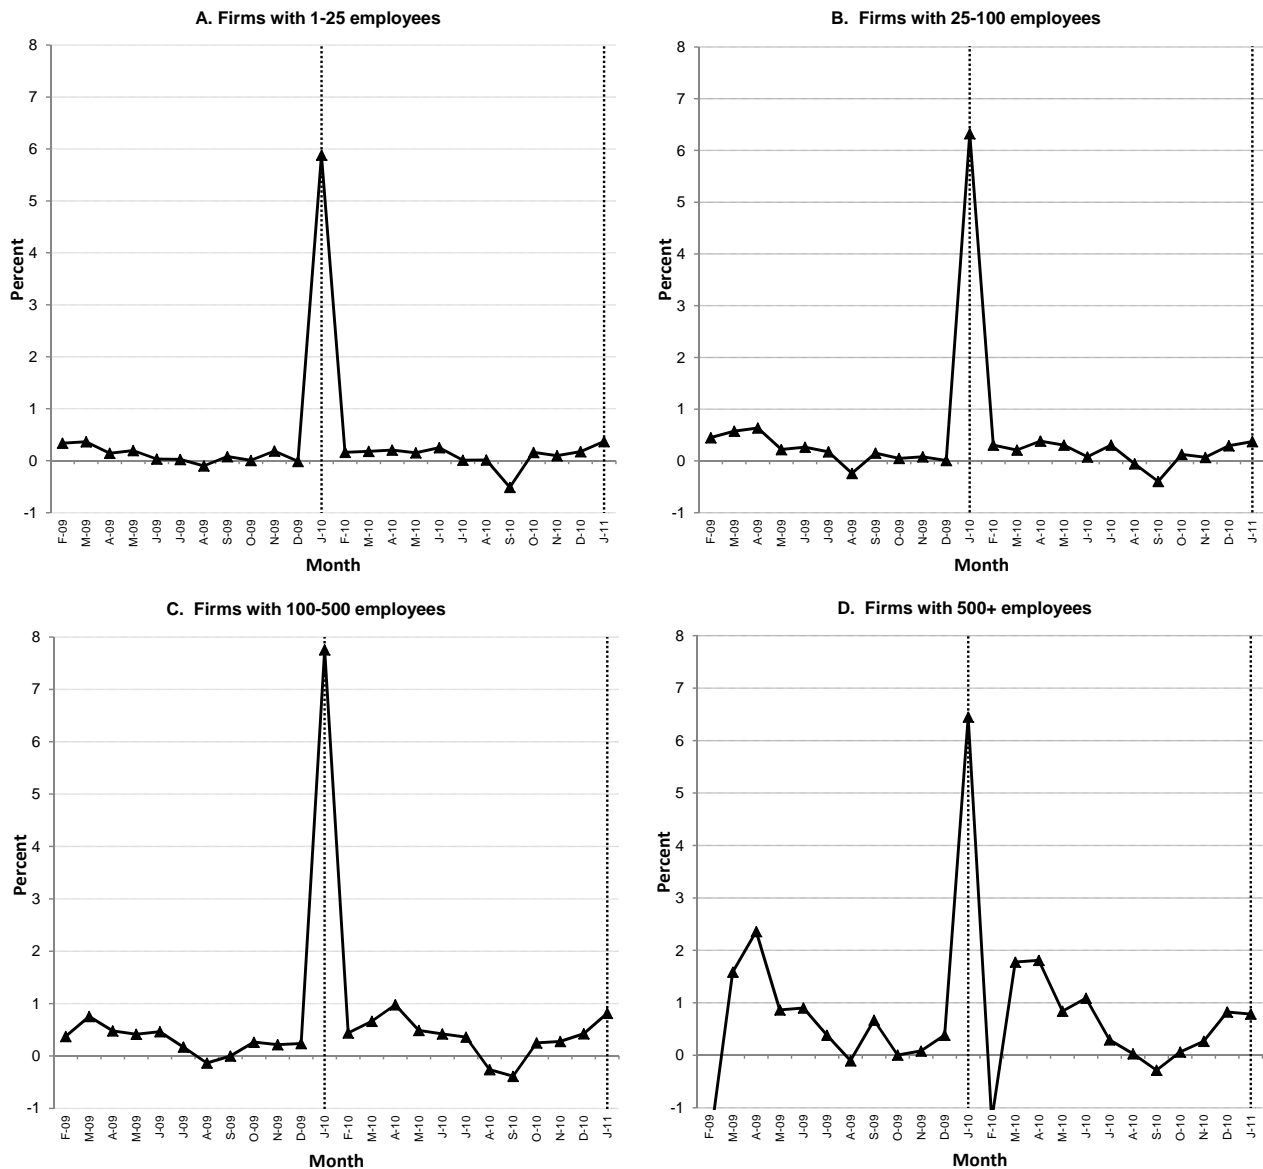 A. Firms with 1-25 employees
8
7
6
5
4
3
2
1
0
-1
Percent
F-09
M-09
A-09
M-09
J-09
J-09
A-09
S-09
O-09
N-09
D-09
J-10
F-10
M-10
A-10
M-10
J-10
J-10
A-10
S-10
O-10
N-10
D-10
J-11
Month
B. Firms with 25-100 employees
8
7
6
5
4
3
2
1
0
-1
Percent
F-09
M-09
A-09
M-09
J-09
J-09
A-09
S-09
O-09
N-09
D-09
J-10
F-10
M-10
A-10
M-10
J-10
J-10
A-10
S-10
O-10
N-10
D-10
J-11
Month
C. Firms with 100-500 employees
8
7
6
5
4
3
2
1
0
-1
Percent
F-09
M-09
A-09
M-09
J-09
J-09
A-09
S-09
O-09
N-09
D-09
J-10
F-10
M-10
A-10
M-10
J-10
J-10
A-10
S-10
O-10
N-10
D-10
J-11
Month
D. Firms with 500+ employees
8
7
6
5
4
3
2
1
0
-1
Percent
F-09
M-09
A-09
M-09
J-09
J-09
A-09
S-09
O-09
N-09
D-09
J-10
F-10
M-10
A-10
M-10
J-10
J-10
A-10
S-10
O-10
N-10
D-10
J-11
Month